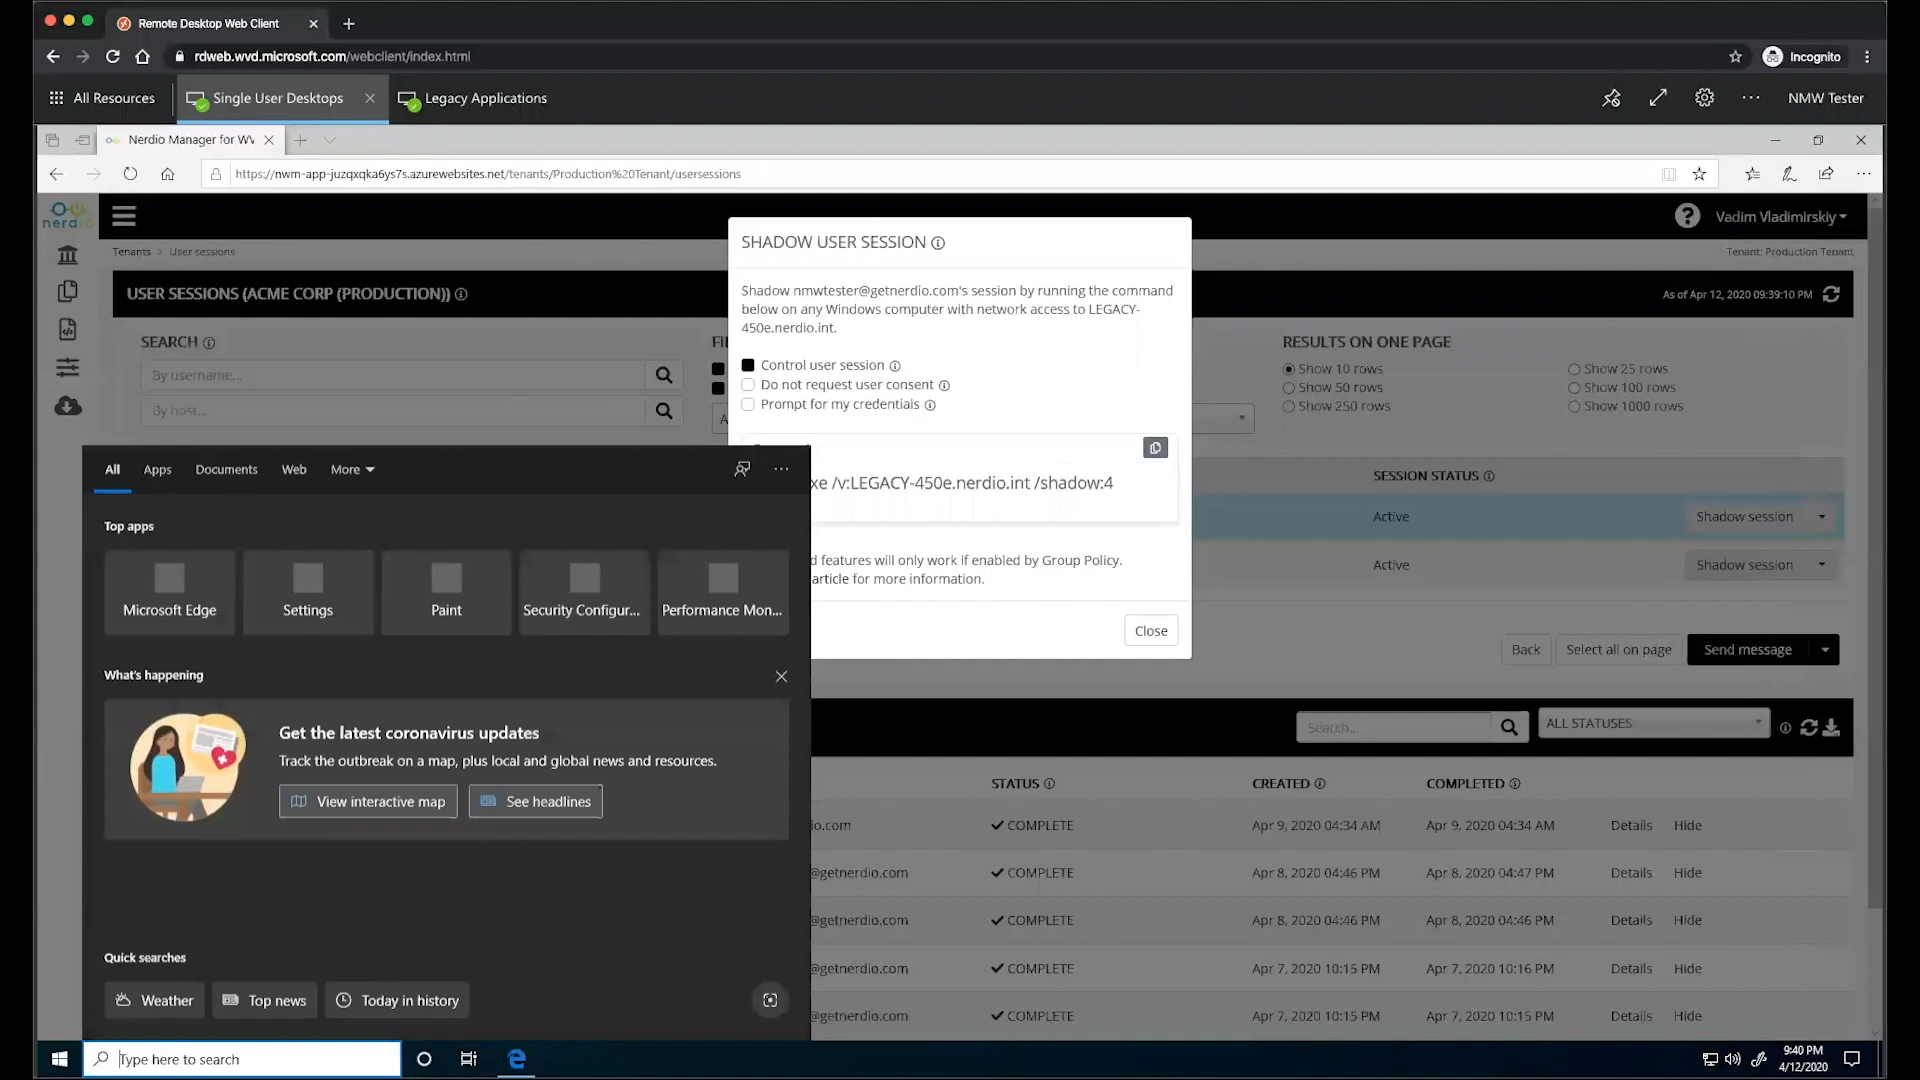 Remote Desktop Web Client
rdweb.wvd.microsoft.com/webclient/index.html
Incognito
All Resources
Single User Desktops
Legacy Applications
NMW Tester
Nerdio Manager for WV
https://nwm-app-juzqxqka6ys7s.azurewebsites.net/tenants/Production%20Tenant/usersessions
nerdio
Vadim Vladimirskiy
Tenants > User sessions
Tenant: Production Tenant
USER SESSIONS (ACME CORP (PRODUCTION))
As of Apr 12, 2020 09:39:10 PM
SEARCH
By username...
By host...
RESULTS ON ONE PAGE
Show 10 rows
Show 25 rows
Show 50 rows
Show 100 rows
Show 250 rows
Show 1000 rows
SHADOW USER SESSION
Shadow nmwtester@getnerdio.com's session by running the command
below on any Windows computer with network access to LEGACY-
450e.nerdio.int.
Control user session
Do not request user consent
Prompt for my credentials
xe /v:LEGACY-450e.nerdio.int /shadow:4
d features will only work if enabled by Group Policy.
article for more information.
Close
SESSION STATUS
Active
Shadow session
Active
Shadow session
Back
Select all on page
Send message
Search...
ALL STATUSES
STATUS
CREATED
COMPLETED
io.com
COMPLETE
Apr 9, 2020 04:34 AM
Apr 9, 2020 04:34 AM
Details
Hide
@getnerdio.com
COMPLETE
Apr 8, 2020 04:46 PM
Apr 8, 2020 04:47 PM
Details
Hide
@getnerdio.com
COMPLETE
Apr 8, 2020 04:46 PM
Apr 8, 2020 04:46 PM
Details
Hide
@getnerdio.com
COMPLETE
Apr 7, 2020 10:15 PM
Apr 7, 2020 10:16 PM
Details
Hide
@getnerdio.com
COMPLETE
Apr 7, 2020 10:15 PM
Apr 7, 2020 10:15 PM
Details
Hide
All
Apps
Documents
Web
More
Top apps
Microsoft Edge
Settings
Paint
Security Configur...
Performance Mon...
What's happening
Get the latest coronavirus updates
Track the outbreak on a map, plus local and global news and resources.
View interactive map
See headlines
Quick searches
Weather
Top news
Today in history
Type here to search
9:40 PM
4/12/2020